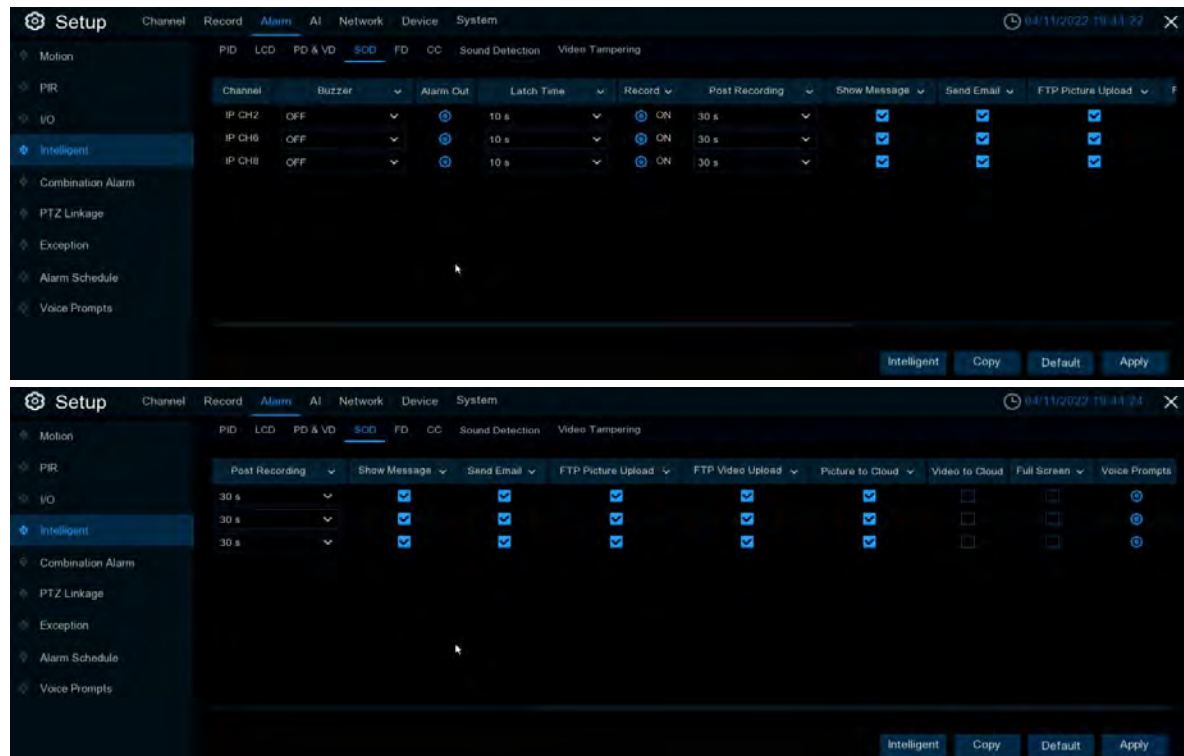 Setup Channel Record Alarm AI Network Device System 04/11/2022 19:44:22
Motion
PIR
I/O
Intelligent
Combination Alarm
PTZ Linkage
Exception
Alarm Schedule
Voice Prompts
PID LCD PD & VD SOD FD CC Sound Detection Video Tampering
Channel Buzzer Alarm Out Latch Time Record Post Recording Show Message Send Email FTP Picture Upload F
IP CH2 OFF 10 s ON 30 s
IP CH6 OFF 10 s ON 30 s
IP CH8 OFF 10 s ON 30 s
Intelligent Copy Default Apply
Setup Channel Record Alarm AI Network Device System 04/11/2022 19:44:24
Motion
PIR
I/O
Intelligent
Combination Alarm
PTZ Linkage
Exception
Alarm Schedule
Voice Prompts
PID LCD PD & VD SOD FD CC Sound Detection Video Tampering
Post Recording Show Message Send Email FTP Picture Upload FTP Video Upload Picture to Cloud Video to Cloud Full Screen Voice Prompts
30 s
30 s
30 s
Intelligent Copy Default Apply